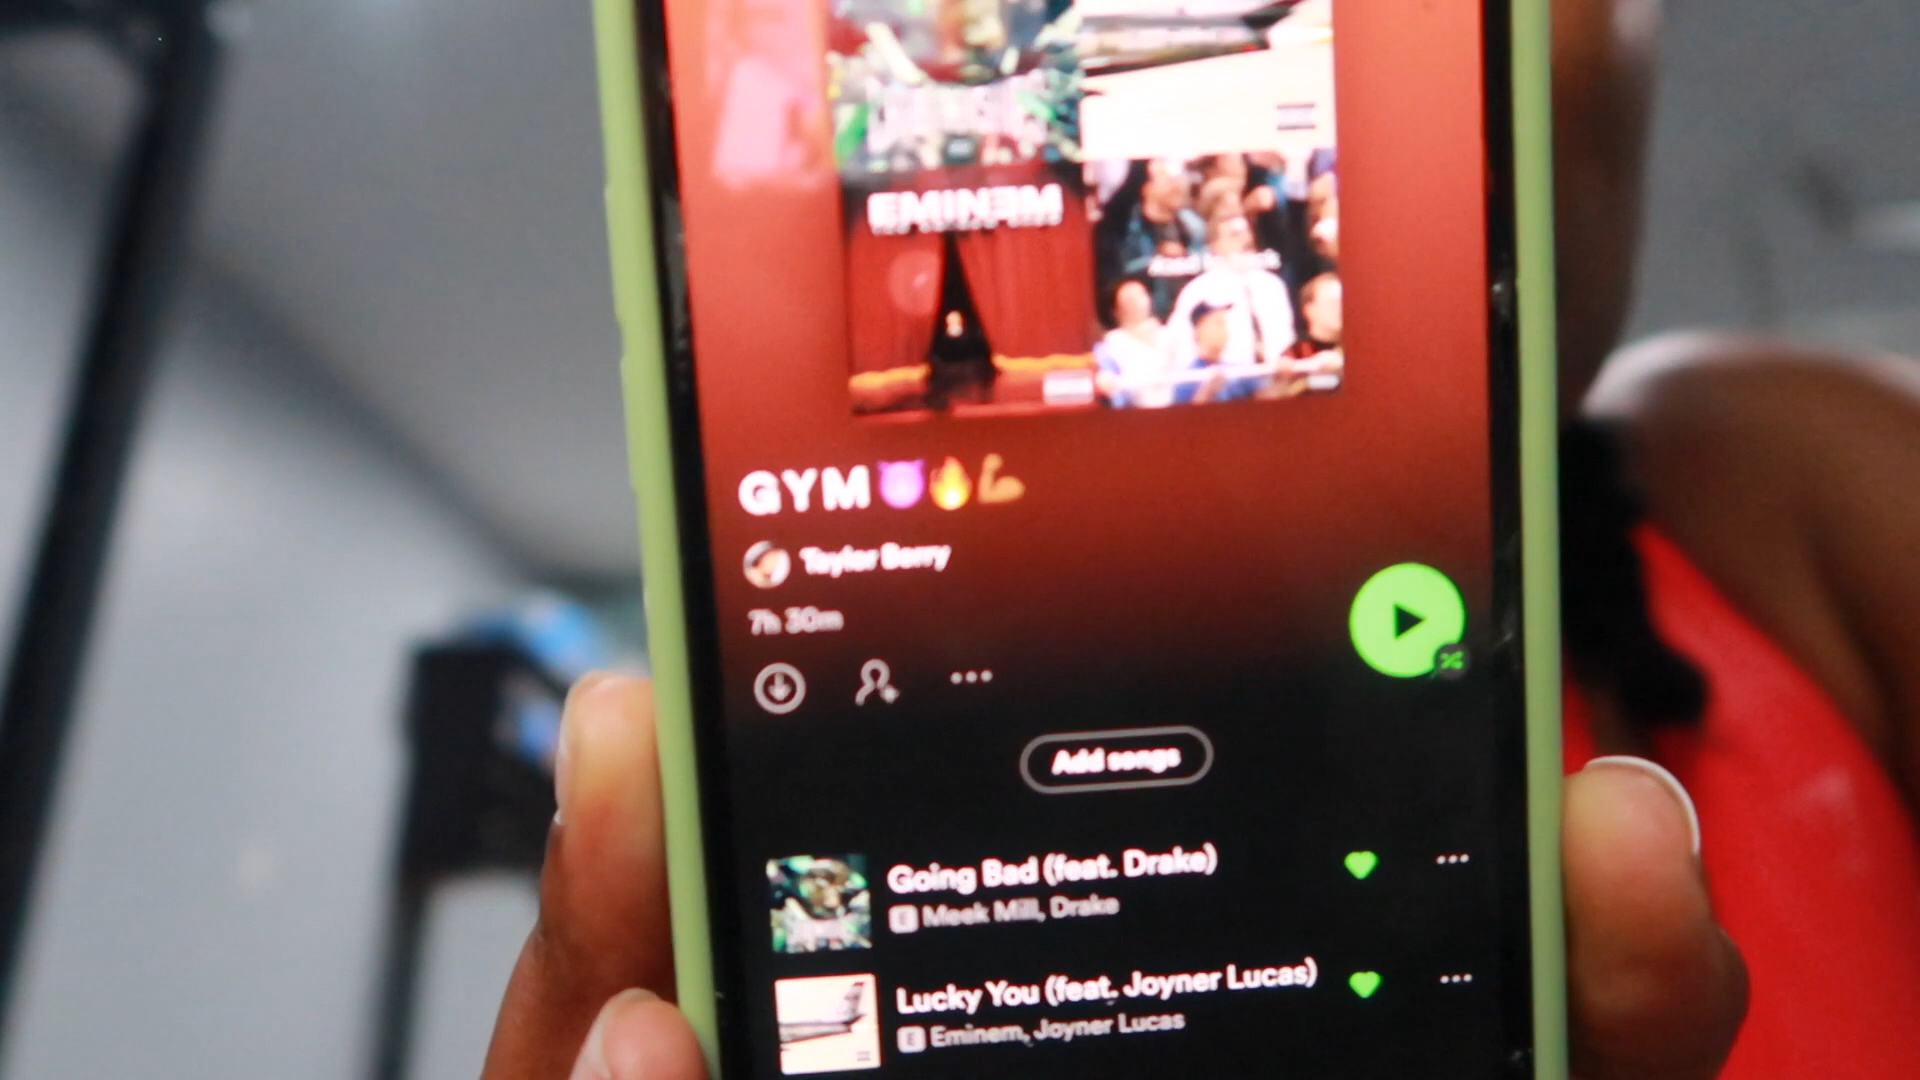 EMINƎM
GYM😈🔥💪
Taylor Berry
7h 30m
Add songs
Going Bad (feat. Drake)
E Meek Mill, Drake
Lucky You (feat. Joyner Lucas)
E Eminem, Joyner Lucas